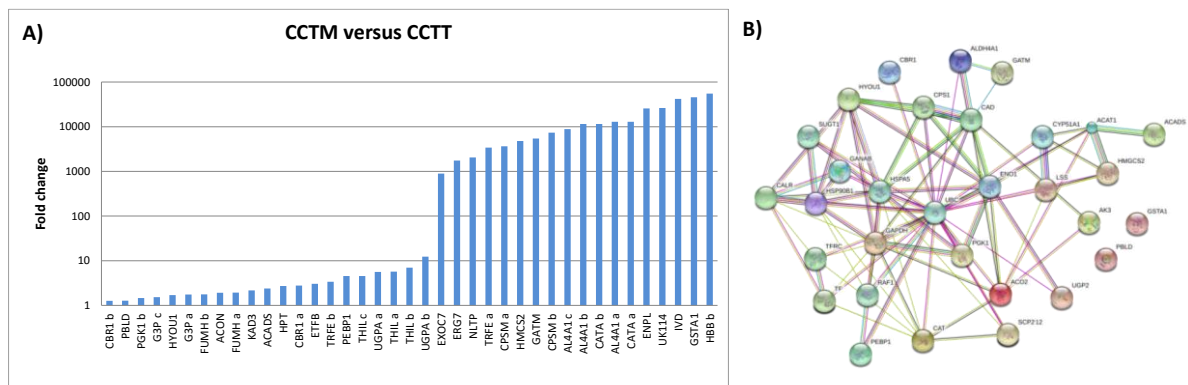 A)
CCTM versus CCTT
Fold change
100000
10000
1000
100
10
1
CBR1 b
PBLD
PGK1 b
G3P c
HYOU1
G3P a
FUMH b
ACON
FUMH a
KAD3
ACADS
HPT
CBR1 a
ETFB
TRFE b
PEBP1
THIL c
UGPA a
THIL a
THIL b
UGPA b
EXOC7
ERG7
NLTP
TRFE a
CPSM a
HMCS2
GATM
CPSM b
AL4A1 c
AL4A1 b
CATA b
AL4A1 a
CATA a
ENPL
UK114
IVD
GSTA1
HBB b
B)
ALDH4A1
CBR1
GATM
HYOU1
CPS1
CAD
SUGT1
CYP51A1
ACAT1
ACADS
GANAB
HMGCS2
HSPA5
ENO1
LSS
CALR
HSP90B1
UBC
AK3
GSTA1
GAPDH
PGK1
TFRC
PBLD
TF
RAF1
ACO2
UGP2
SCP212
CAT
PEBP1